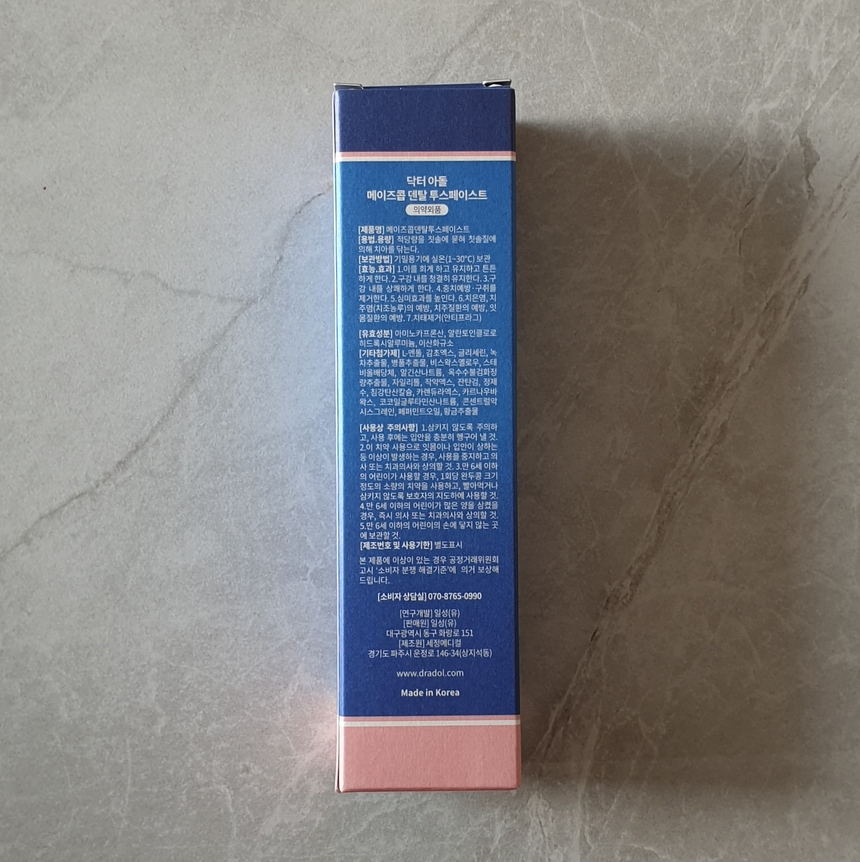 닥터 아돌
메이즈콥 덴탈 투스페이스트
의약외품
[제품명] 메이즈콥덴탈투스페이스트
[용법.용량] 적당량을 칫솔에 묻혀 칫솔질에
의해 치아를 닦는다.
[보관방법] 기밀용기에 실온(1~30°C) 보관
[효능.효과] 1.이를 희게 하고 유지하고 튼튼
하게 한다. 2.구강 내를 청결히 유지한다. 3.구
강 내를 상쾌하게 한다. 4.충치예방·구취를
제거한다. 5.심미효과를 높인다. 6.치은염, 치
주염(치조농루)의 예방, 치주질환의 예방, 잇
몸질환의 예방. 7.치태제거(안티프라그)
[유효성분] 아미노카프론산, 알란토인클로로
히드록시알루미늄, 이산화규소
[기타첨가제] L-멘톨, 감초엑스, 글리세린, 녹
차추출물, 병풀추출물, 비스왁스옐로우, 스테
비올배당체, 알긴산나트륨, 옥수수불검화정
량추출물, 자일리톨, 작약엑스, 잔탄검, 정제
수, 침강탄산칼슘, 카렌듈라엑스, 카르나우바
왁스, 코코일글루타민산나트륨, 콘센트럴악
시스그레인, 페퍼민트오일, 황금추출물
[사용상 주의사항] 1.삼키지 않도록 주의하
고, 사용 후에는 입안을 충분히 헹구어 낼 것.
2.이 치약 사용으로 잇몸이나 입안이 상하는
등 이상이 발생하는 경우, 사용을 중지하고 의
사 또는 치과의사와 상의할 것. 3.만 6세 이하
의 어린이가 사용할 경우, 1회당 완두콩 크기
정도의 소량의 치약을 사용하고, 빨아먹거나
삼키지 않도록 보호자의 지도하에 사용할 것.
4.만 6세 이하의 어린이가 많은 양을 삼켰을
경우, 즉시 의사 또는 치과의사와 상의할 것.
5.만 6세 이하의 어린이의 손에 닿지 않는 곳
에 보관할 것.
[제조번호 및 사용기한] 별도표시
본 제품에 이상이 있는 경우 공정거래위원회
고시 '소비자 분쟁 해결기준'에 의거 보상해
드립니다.
[소비자 상담실] 070-8765-0990
[연구개발] 일성(유)
[판매원] 일성(유)
대구광역시 동구 화랑로 151
[제조원] 세정메디컬
경기도 파주시 운정로 146-34(상지석동)
www.dradol.com
Made in Korea